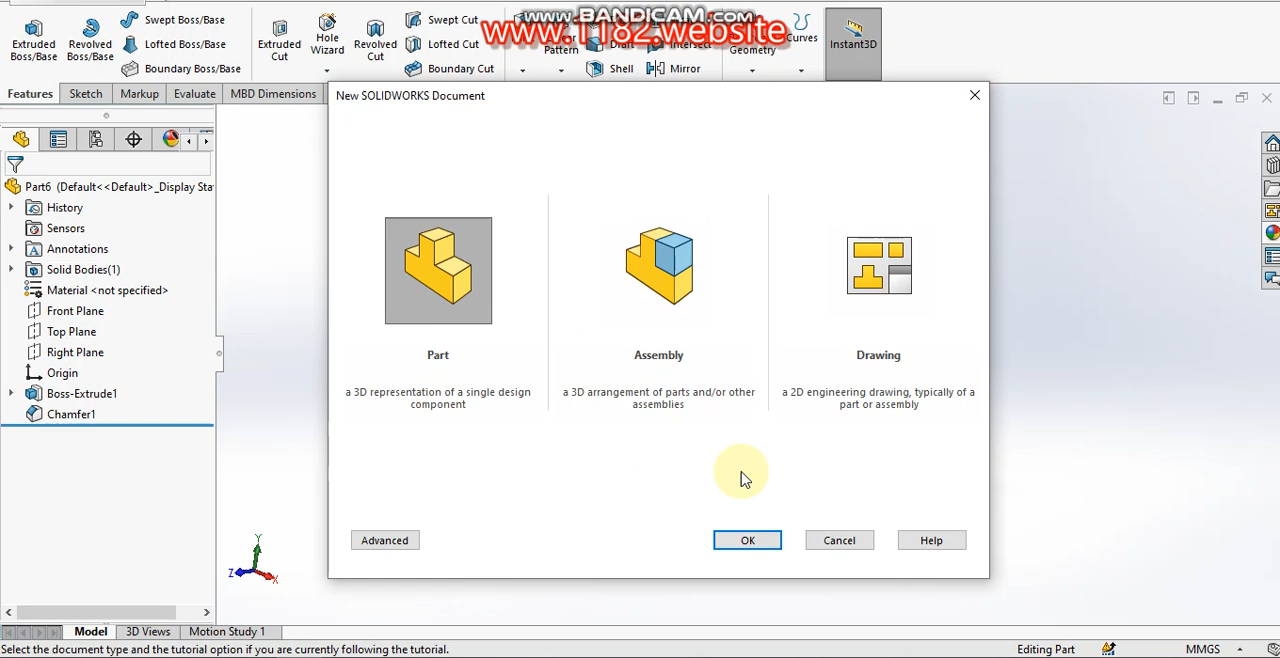 www.BANDICAM.com
www.1182.website
Extruded Boss/Base
Revolved Boss/Base
Swept Boss/Base
Lofted Boss/Base
Boundary Boss/Base
Extruded Cut
Hole Wizard
Revolved Cut
Swept Cut
Lofted Cut
Boundary Cut
Pattern
Draft
Shell
Intersect
Mirror
Geometry
Curves
Instant3D
Features
Sketch
Markup
Evaluate
MBD Dimensions
New SOLIDWORKS Document
Part6 (Default<<Default>_Display Sta
History
Sensors
Annotations
Solid Bodies(1)
Material <not specified>
Front Plane
Top Plane
Right Plane
Origin
Boss-Extrude1
Chamfer1
Part
a 3D representation of a single design
component
Assembly
a 3D arrangement of parts and/or other
assemblies
Drawing
a 2D engineering drawing, typically of a
part or assembly
Advanced
OK
Cancel
Help
Y
Z
X
Model
3D Views
Motion Study 1
Select the document type and the tutorial option if you are currently following the tutorial.
Editing Part
MMGS